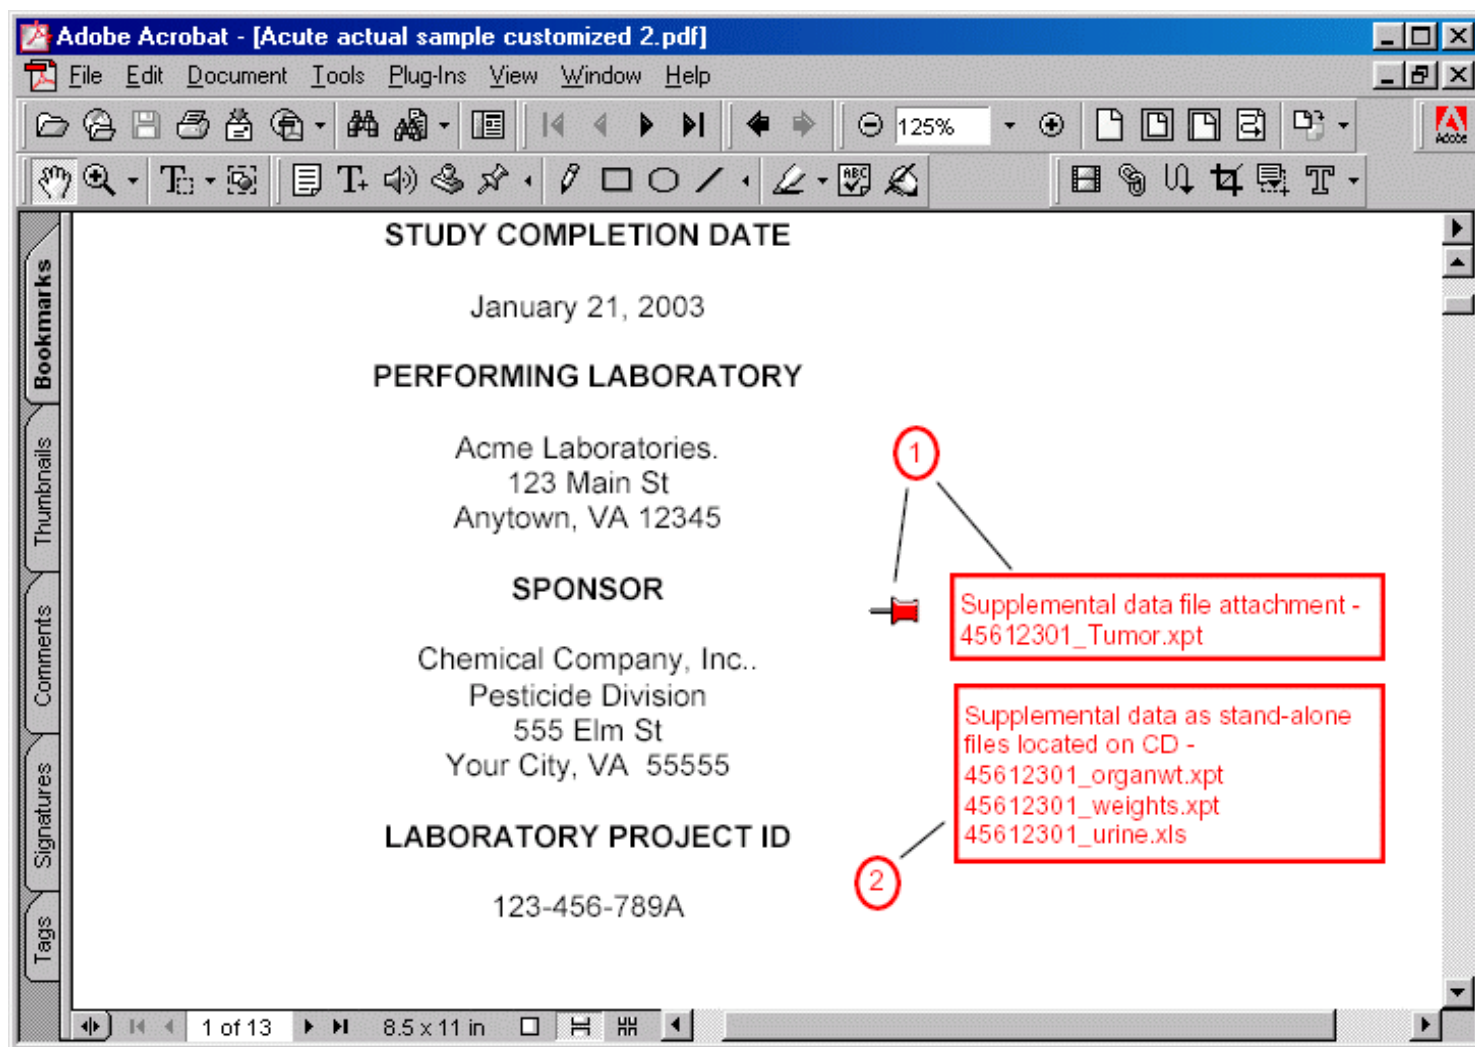 Adobe Acrobat - [Acute actual sample customized 2.pdf]
File Edit Document Tools Plug-Ins View Window Help
125%
Adobe
ABC
Bookmarks
Thumbnails
Comments
Signatures
Tags
STUDY COMPLETION DATE
January 21, 2003
PERFORMING LABORATORY
Acme Laboratories.
123 Main St
Anytown, VA 12345
SPONSOR
Chemical Company, Inc..
Pesticide Division
555 Elm St
Your City, VA 55555
LABORATORY PROJECT ID
123-456-789A
1
Supplemental data file attachment -
45612301_Tumor.xpt
Supplemental data as stand-alone
files located on CD -
45612301_organwt.xpt
45612301_weights.xpt
45612301_urine.xls
2
1 of 13
8.5 x 11 in